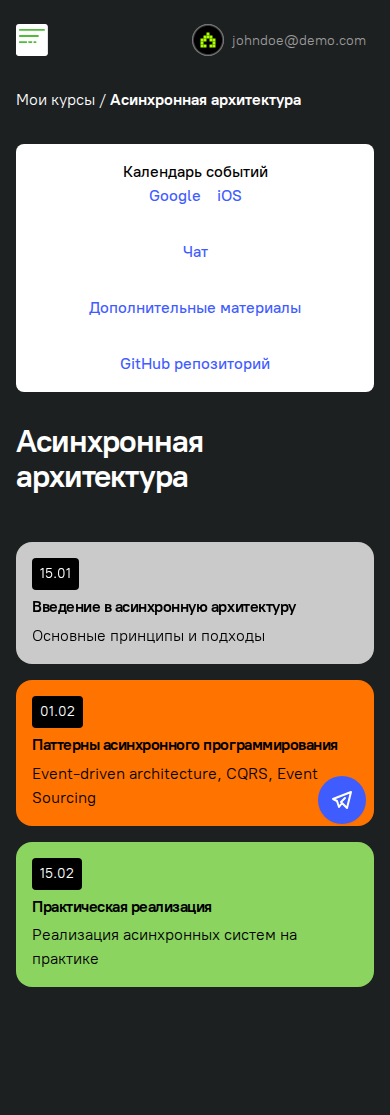 johndoe@demo.com
Мои курсы / Асинхронная архитектура
Календарь событий
Google iOS
Чат
Дополнительные материалы
GitHub репозиторий
Асинхронная
архитектура
15.01
Введение в асинхронную архитектуру
Основные принципы и подходы
01.02
Паттерны асинхронного программирования
Event-driven architecture, CQRS, Event
Sourcing
15.02
Практическая реализация
Реализация асинхронных систем на
практике